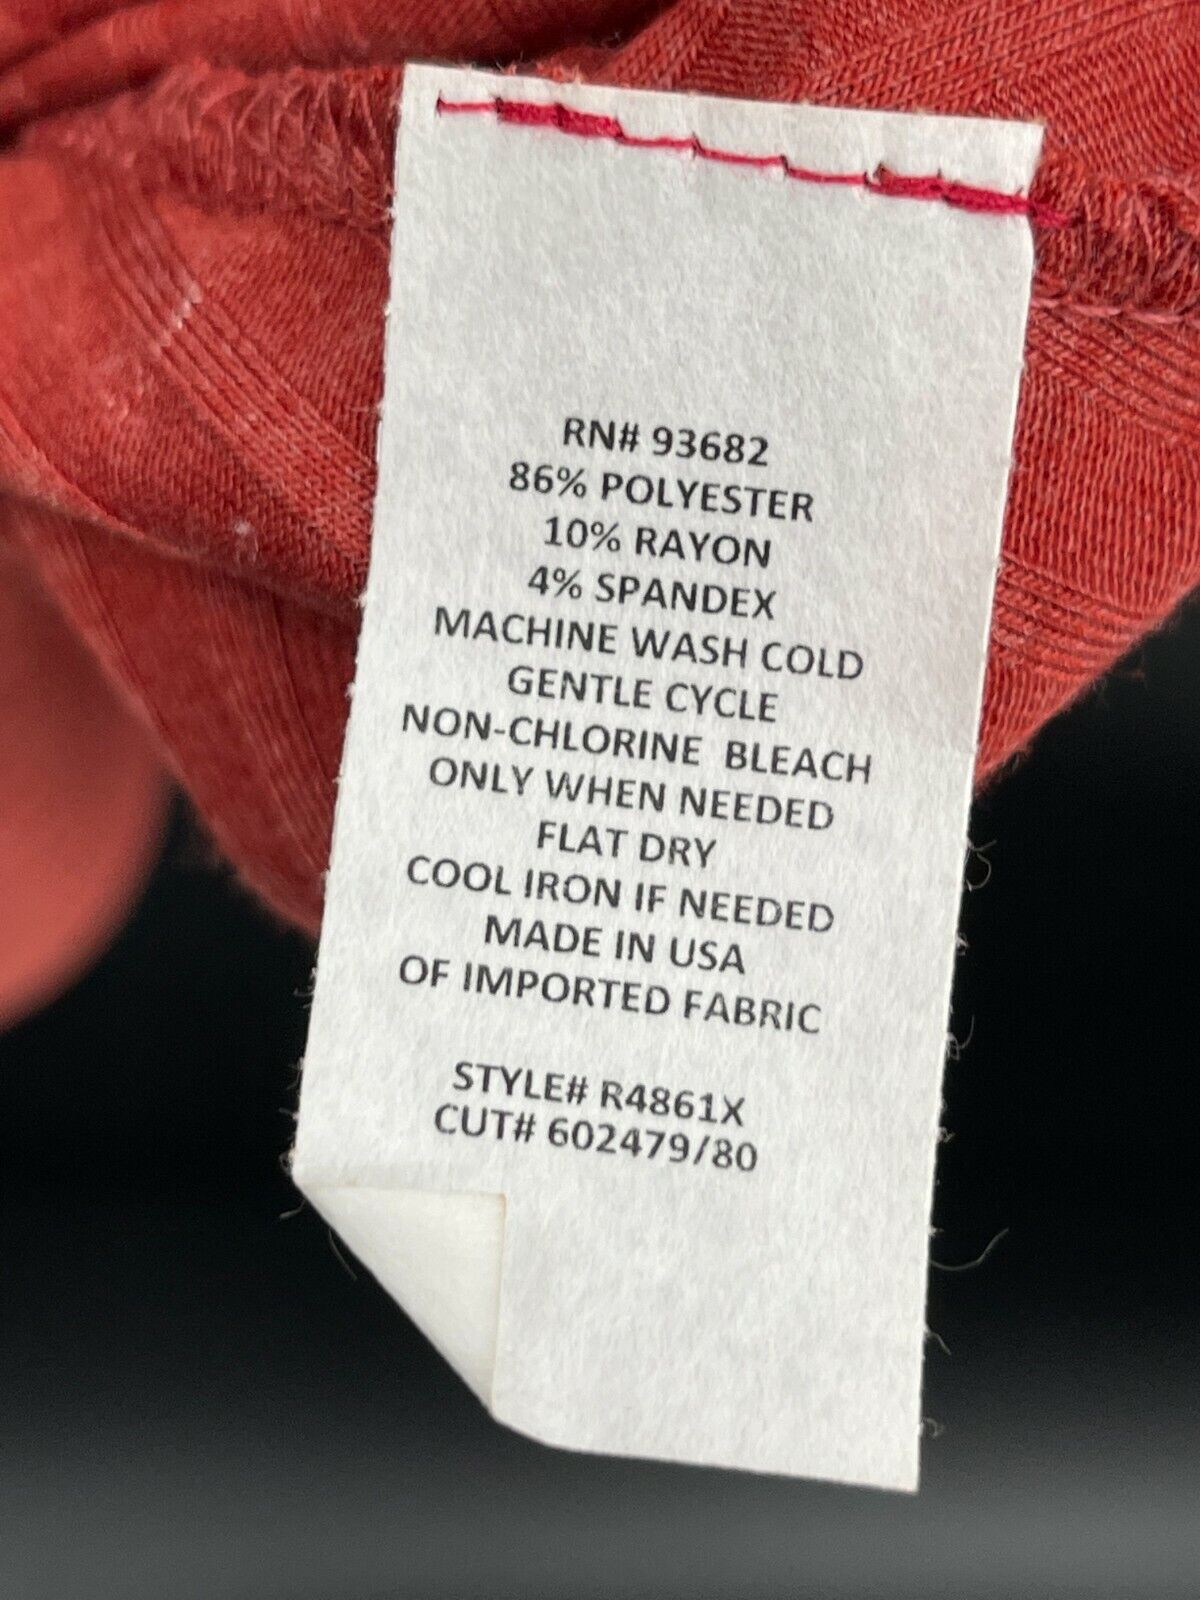 RN# 93682
86% POLYESTER
10% RAYON
4% SPANDEX
MACHINE WASH COLD
GENTLE CYCLE
NON-CHLORINE BLEACH
ONLY WHEN NEEDED
FLAT DRY
COOL IRON IF NEEDED
MADE IN USA
OF IMPORTED FABRIC
STYLE# R4861X
CUT# 602479/80